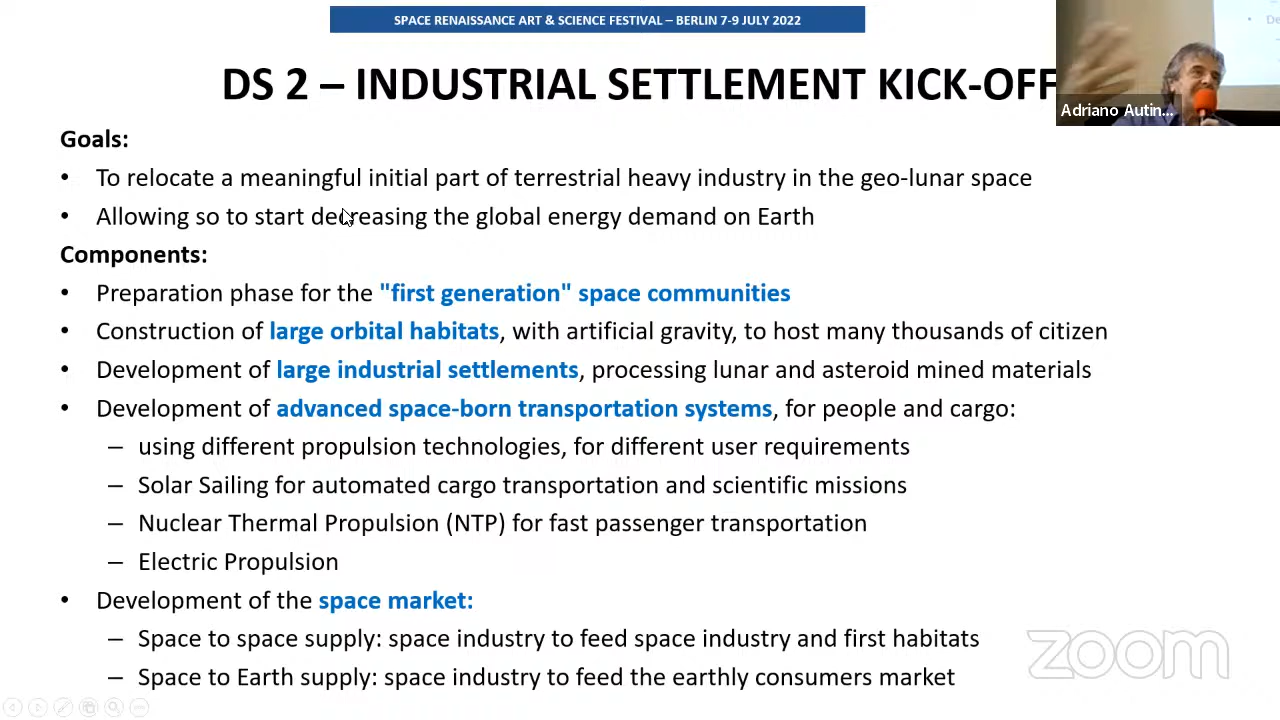 SPACE RENAISSANCE ART & SCIENCE FESTIVAL – BERLIN 7-9 JULY 2022
DS 2 – INDUSTRIAL SETTLEMENT KICK-OFF
Adriano Autin...
Goals:
• To relocate a meaningful initial part of terrestrial heavy industry in the geo-lunar space
• Allowing so to start decreasing the global energy demand on Earth
Components:
• Preparation phase for the "first generation" space communities
• Construction of large orbital habitats, with artificial gravity, to host many thousands of citizen
• Development of large industrial settlements, processing lunar and asteroid mined materials
• Development of advanced space-born transportation systems, for people and cargo:
– using different propulsion technologies, for different user requirements
– Solar Sailing for automated cargo transportation and scientific missions
– Nuclear Thermal Propulsion (NTP) for fast passenger transportation
– Electric Propulsion
• Development of the space market:
– Space to space supply: space industry to feed space industry and first habitats
– Space to Earth supply: space industry to feed the earthly consumers market
zoom